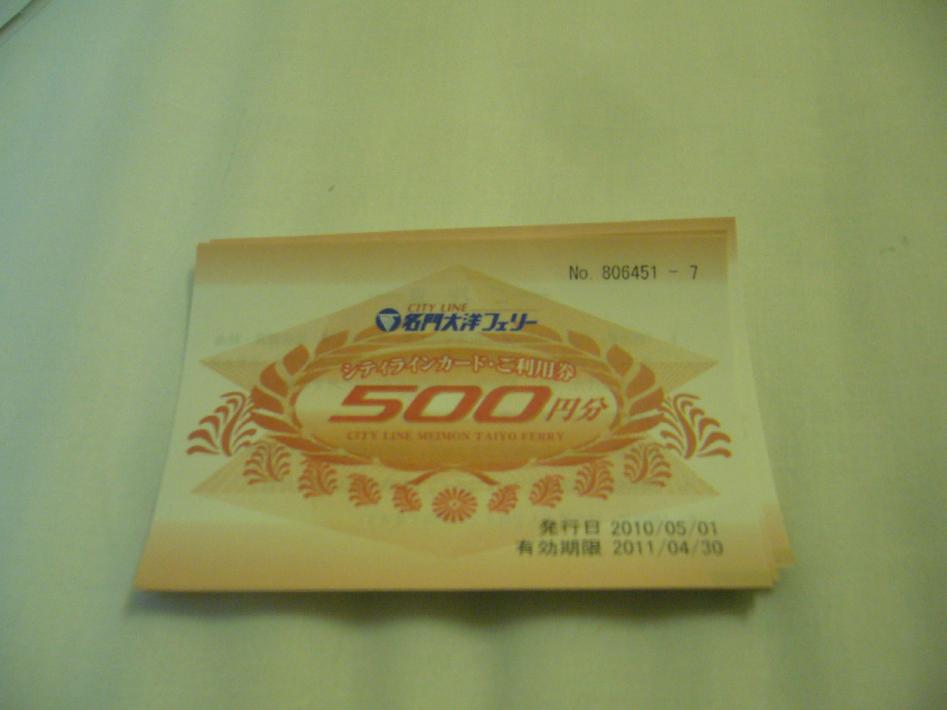 No. 806451 - 7
CITY LINE
名門大洋フェリー
シティラインカード・ご利用券
500円分
CITY LINE MEIMON TAIYO FERRY
発行日 2010/05/01
有効期限 2011/04/30